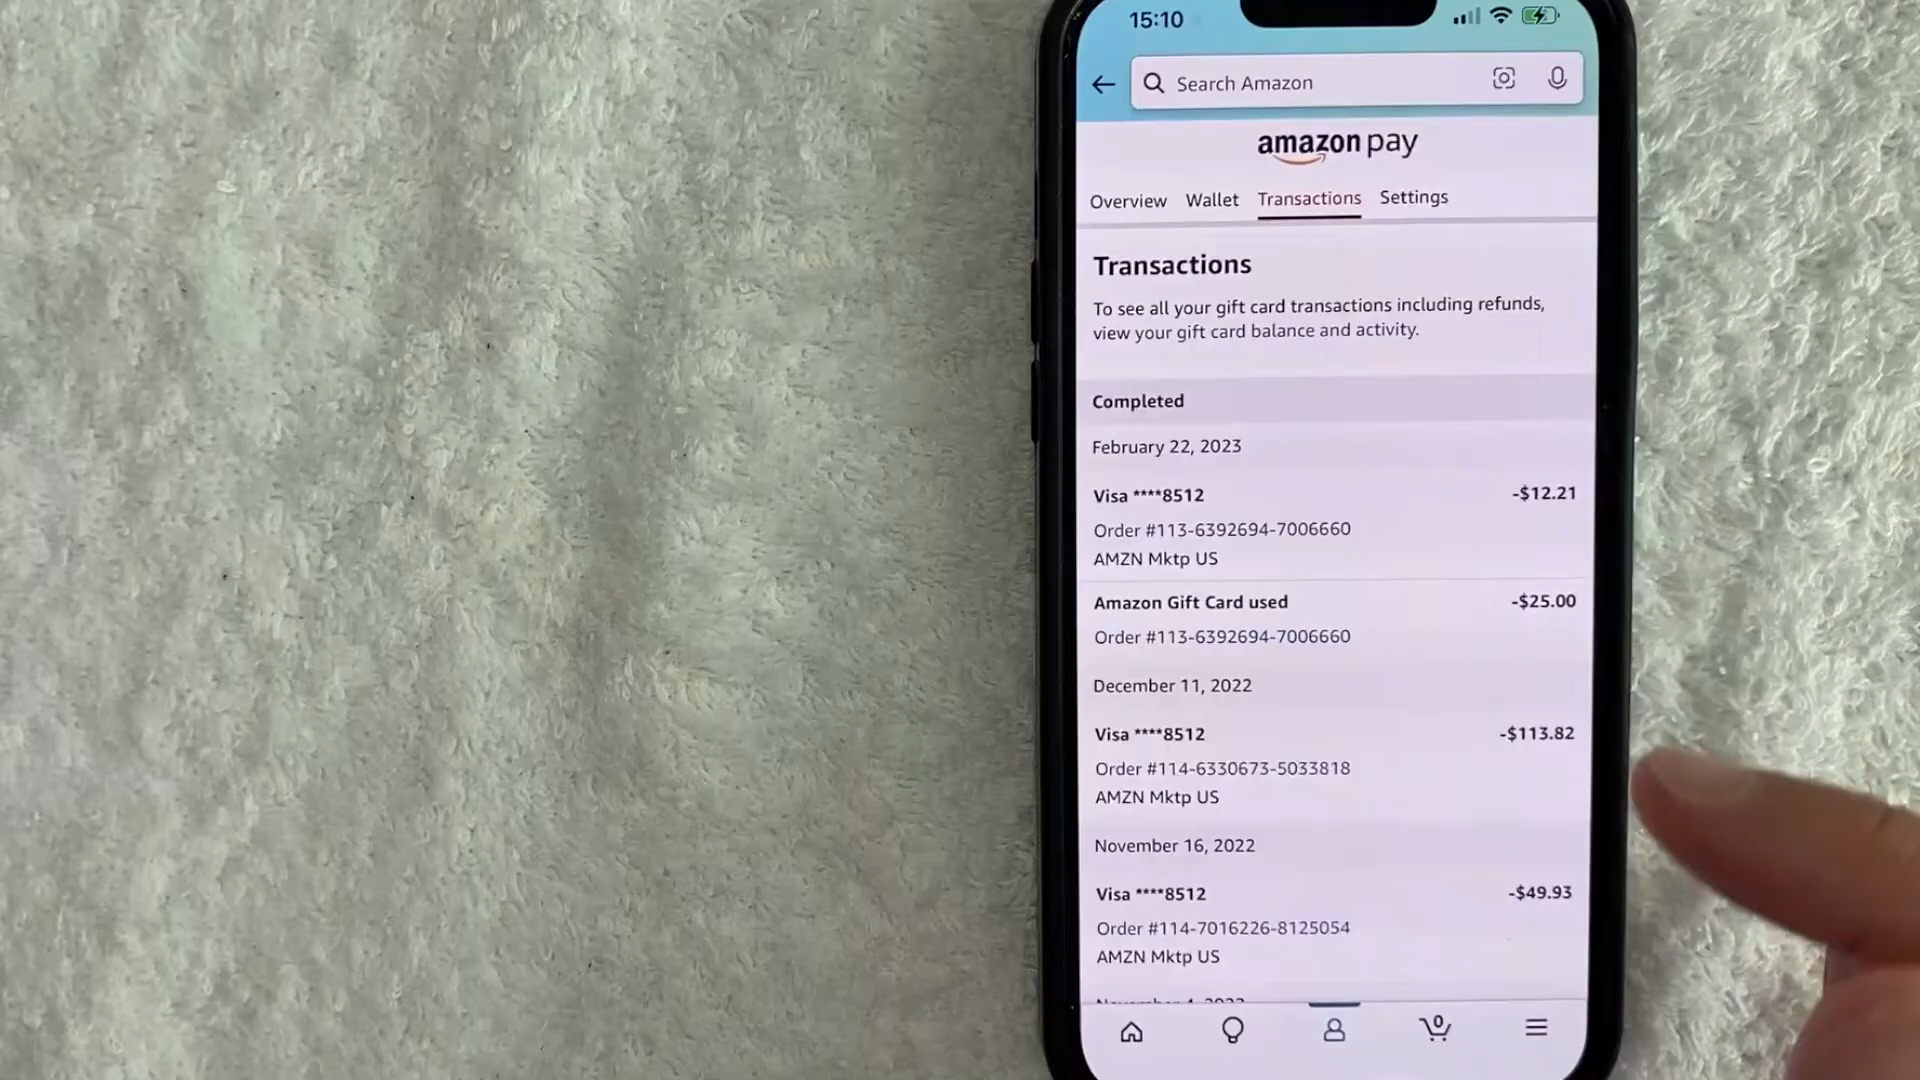 15:10
Search Amazon
amazon pay
Overview Wallet Transactions Settings
Transactions
To see all your gift card transactions including refunds,
view your gift card balance and activity.
Completed
February 22, 2023
Visa ****8512 -$12.21
Order #113-6392694-7006660
AMZN Mktp US
Amazon Gift Card used -$25.00
Order #113-6392694-7006660
December 11, 2022
Visa ****8512 -$113.82
Order #114-6330673-5033818
AMZN Mktp US
November 16, 2022
Visa ****8512 -$49.93
Order #114-7016226-8125054
AMZN Mktp US
November 4, 2022
0